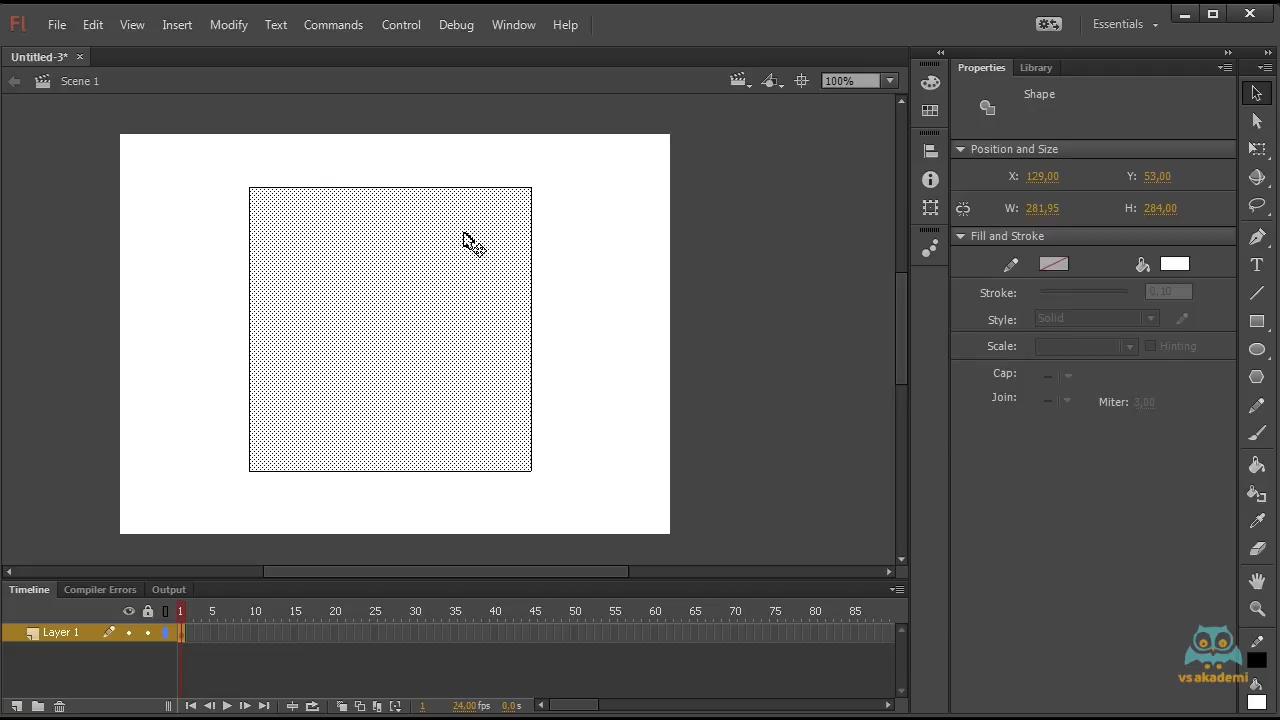 Fl File Edit View Insert Modify Text Commands Control Debug Window Help Essentials
Untitled-3*
Scene 1 100%
Properties Library
Shape
Position and Size
X: 129,00 Y: 53,00
W: 281,95 H: 284,00
Fill and Stroke
Stroke: 0,10
Style: Solid
Scale: Hinting
Cap:
Join: Miter: 3,00
Timeline Compiler Errors Output
1 5 10 15 20 25 30 35 40 45 50 55 60 65 70 75 80 85
Layer 1
1 24,00 fps 0,0 s
vsakademi